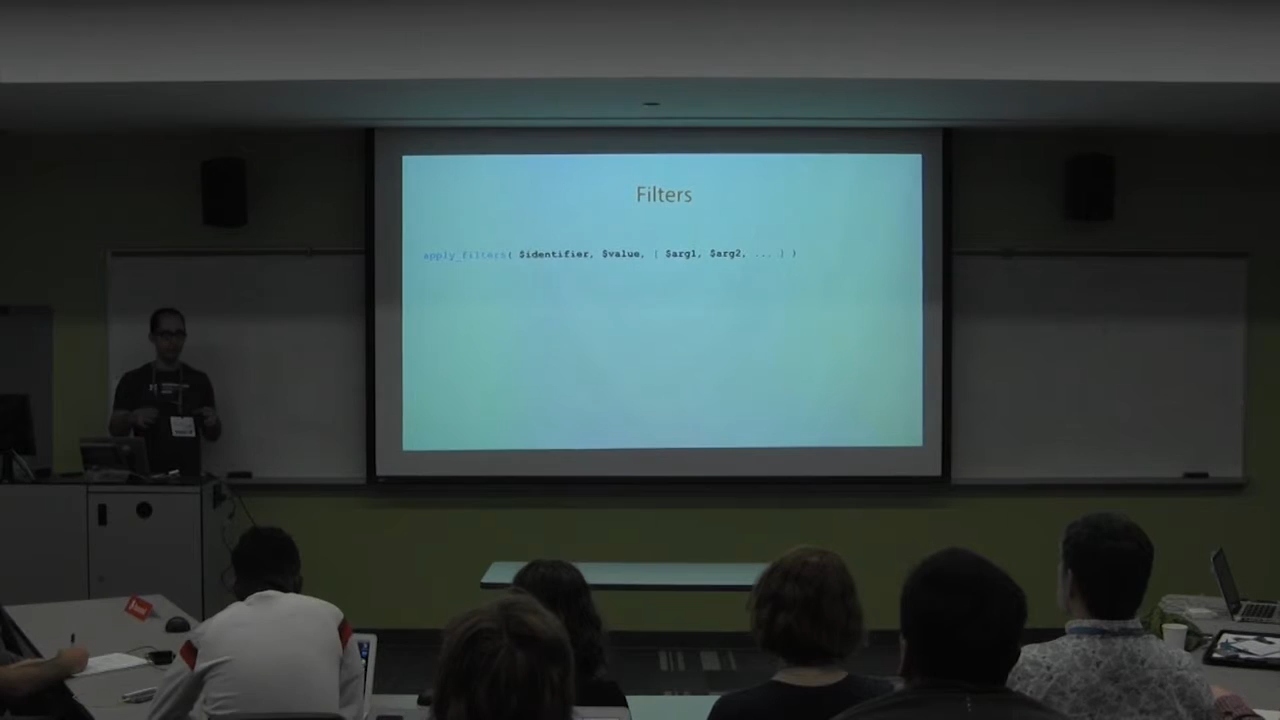 Filters
apply_filters( $identifier, $value, [ $arg1, $arg2, ... ] )